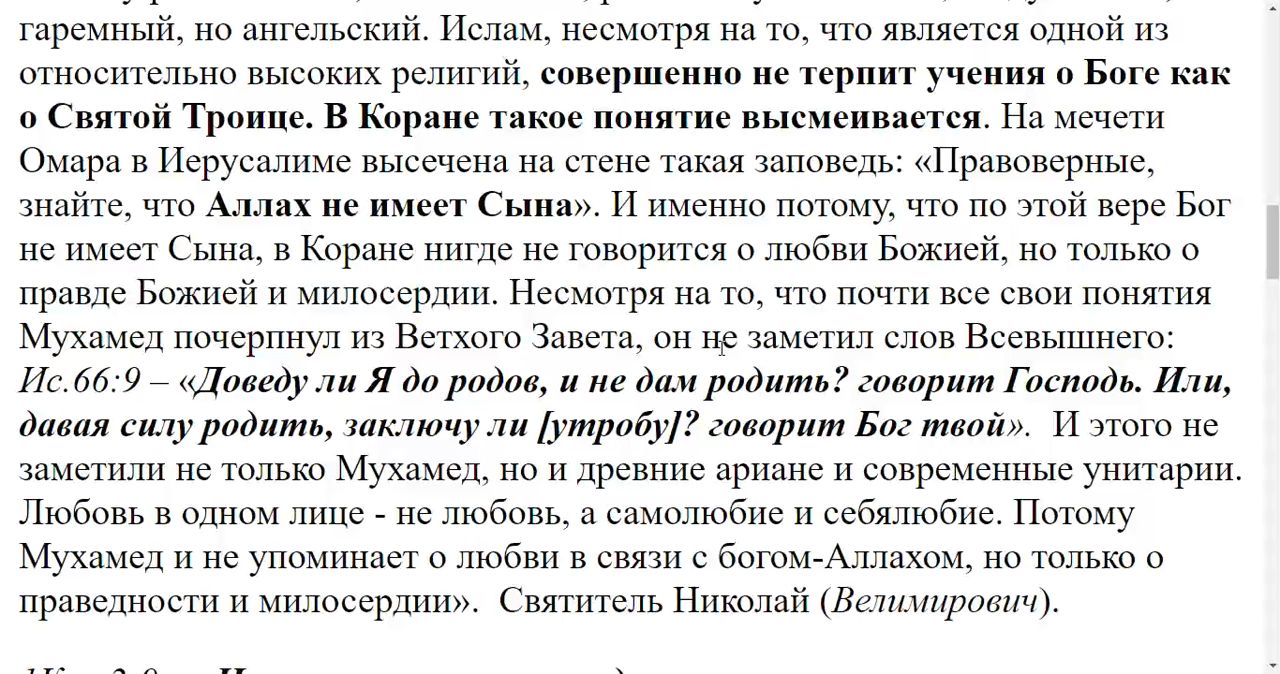 гаремный, но ангельский. Ислам, несмотря на то, что является одной из
относительно высоких религий, совершенно не терпит учения о Боге как
о Святой Троице. В Коране такое понятие высмеивается. На мечети
Омара в Иерусалиме высечена на стене такая заповедь: «Правоверные,
знайте, что Аллах не имеет Сына». И именно потому, что по этой вере Бог
не имеет Сына, в Коране нигде не говорится о любви Божией, но только о
правде Божией и милосердии. Несмотря на то, что почти все свои понятия
Мухамед почерпнул из Ветхого Завета, он не заметил слов Всевышнего:
Ис.66:9 – «Доведу ли Я до родов, и не дам родить? говорит Господь. Или,
давая силу родить, заключу ли [утробу]? говорит Бог твой».  И этого не
заметили не только Мухамед, но и древние ариане и современные унитарии.
Любовь в одном лице - не любовь, а самолюбие и себялюбие. Потому
Мухамед и не упоминает о любви в связи с богом-Аллахом, но только о
праведности и милосердии».  Святитель Николай (Велимирович).